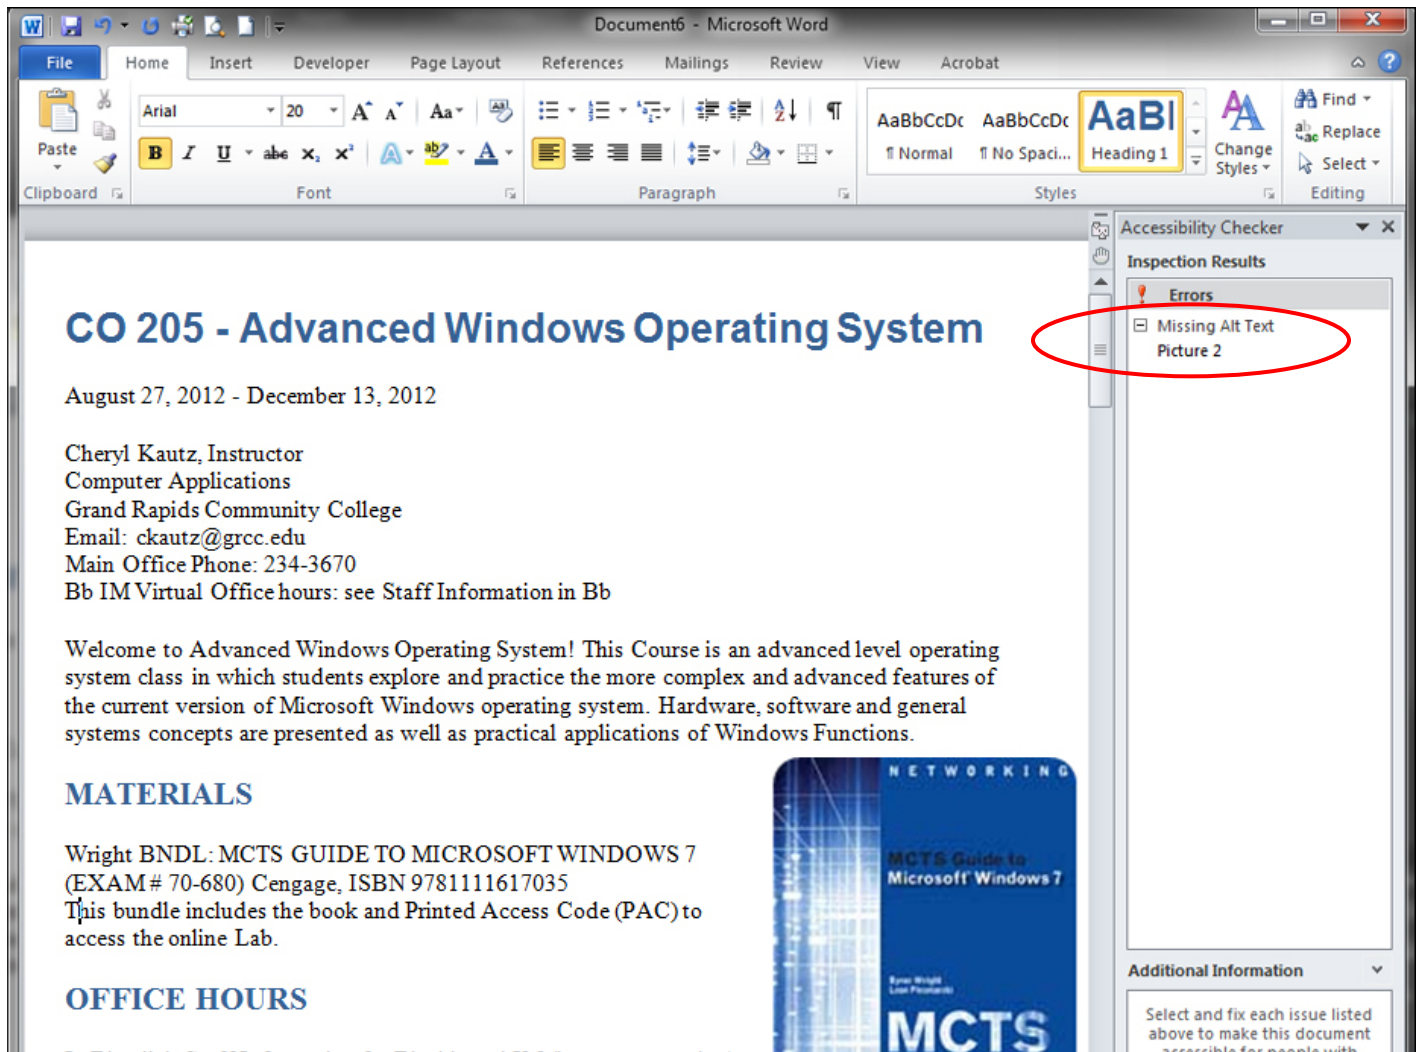 Document6 - Microsoft Word
File Home Insert Developer Page Layout References Mailings Review View Acrobat
Paste
Clipboard
Arial 20
Font
Paragraph
AaBbCcDc AaBbCcDc AaBl
¶ Normal ¶ No Spaci... Heading 1
Change
Styles
Styles
Find
Replace
Select
Editing
Accessibility Checker
Inspection Results
Errors
Missing Alt Text
Picture 2
CO 205 - Advanced Windows Operating System
August 27, 2012 - December 13, 2012
Cheryl Kautz, Instructor
Computer Applications
Grand Rapids Community College
Email: ckautz@grcc.edu
Main Office Phone: 234-3670
Bb IM Virtual Office hours: see Staff Information in Bb
Welcome to Advanced Windows Operating System! This Course is an advanced level operating
system class in which students explore and practice the more complex and advanced features of
the current version of Microsoft Windows operating system. Hardware, software and general
systems concepts are presented as well as practical applications of Windows Functions.
MATERIALS
Wright BNDL: MCTS GUIDE TO MICROSOFT WINDOWS 7
(EXAM # 70-680) Cengage, ISBN 9781111617035
This bundle includes the book and Printed Access Code (PAC) to
access the online Lab.
OFFICE HOURS
NETWORKING
MCTS Guide to
Microsoft Windows 7
MCTS
Additional Information
Select and fix each issue listed
above to make this document
accessible for people with